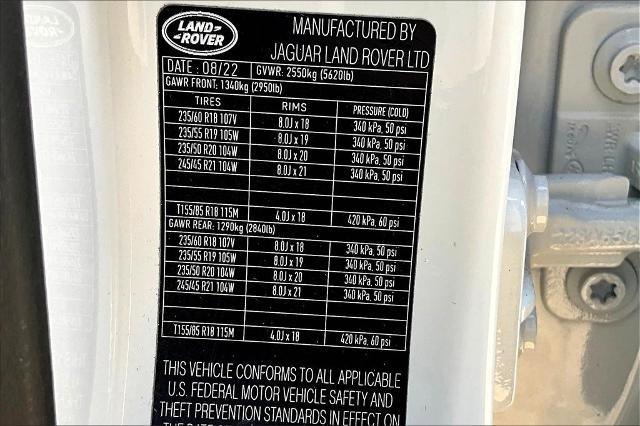 LAND
ROVER
MANUFACTURED BY
JAGUAR LAND ROVER LTD
DATE : 08/22 GVWR: 2550kg (5620lb)
GAWR FRONT: 1340kg (2950lb)
TIRES RIMS PRESSURE (COLD)
235/60 R18 107V 8.0J x 18 340 kPa, 50 psi
235/55 R19 105W 8.0J x 19 340 kPa, 50 psi
235/50 R20 104W 8.0J x 20 340 kPa, 50 psi
245/45 R21 104W 8.0J x 21 340 kPa, 50 psi
T155/85 R18 115M 4.0J x 18 420 kPa, 60 psi
GAWR REAR: 1290kg (2840lb)
235/60 R18 107V 8.0J x 18 340 kPa, 50 psi
235/55 R19 105W 8.0J x 19 340 kPa, 50 psi
235/50 R20 104W 8.0J x 20 340 kPa, 50 psi
245/45 R21 104W 8.0J x 21 340 kPa, 50 psi
T155/85 R18 115M 4.0J x 18 420 kPa, 60 psi
THIS VEHICLE CONFORMS TO ALL APPLICABLE
U.S. FEDERAL MOTOR VEHICLE SAFETY AND
THEFT PREVENTION STANDARDS IN EFFECT ON